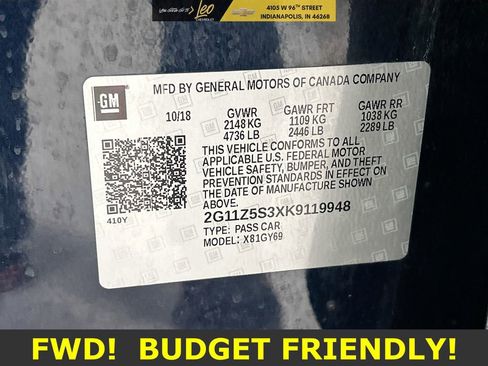 Leo
CHEVROLET
4105 W 96TH STREET
INDIANAPOLIS, IN 46268
GM
MFD BY GENERAL MOTORS OF CANADA COMPANY
10/18 GVWR GAWR FRT GAWR RR
2148 KG 1109 KG 1038 KG
4736 LB 2446 LB 2289 LB
THIS VEHICLE CONFORMS TO ALL
APPLICABLE U.S. FEDERAL MOTOR
VEHICLE SAFETY, BUMPER, AND THEFT
PREVENTION STANDARDS IN EFFECT ON
THE DATE OF MANUFACTURE SHOWN ABOVE.
2G11Z5S3XK9119948
410Y
TYPE: PASS CAR
MODEL: X81GY69
FWD! BUDGET FRIENDLY!